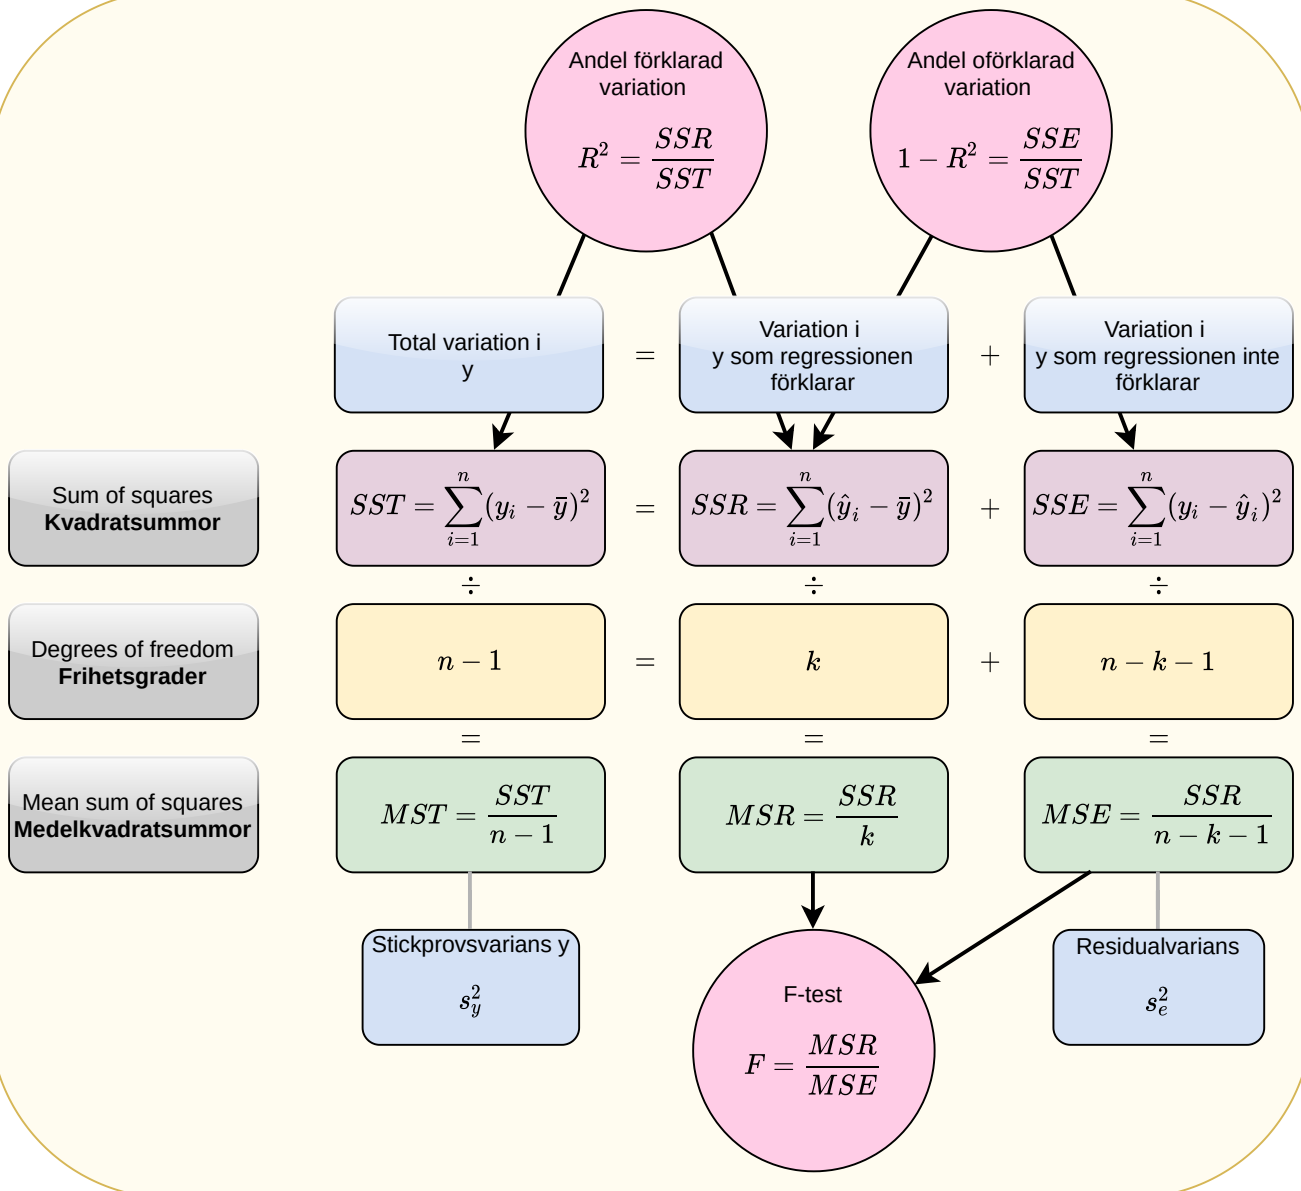 Andel förklarad
variation
R² = SSR/SST
Andel oförklarad
variation
1 − R² = SSE/SST
Total variation i
y
=
Variation i
y som regressionen
förklarar
+
Variation i
y som regressionen inte
förklarar
Sum of squares
Kvadratsummor
SST = ∑_{i=1}^{n} (y_i − ȳ)²
=
SSR = ∑_{i=1}^{n} (ŷ_i − ȳ)²
+
SSE = ∑_{i=1}^{n} (y_i − ŷ_i)²
÷ ÷ ÷
Degrees of freedom
Frihetsgrader
n − 1
=
k
+
n − k − 1
= = =
Mean sum of squares
Medelkvadratsummor
MST = SST/(n − 1)
MSR = SSR/k
MSE = SSR/(n − k − 1)
Stickprovsvarians y
s_y²
F-test
F = MSR/MSE
Residualvarians
s_e²